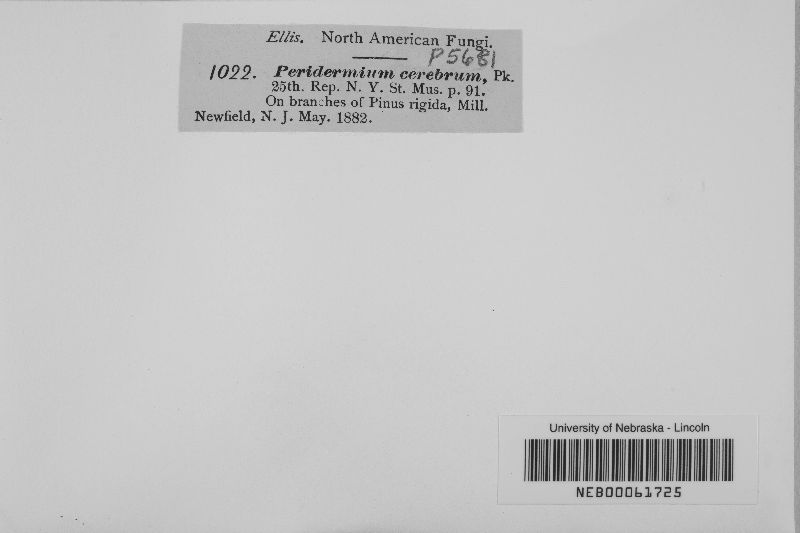 Ellis. North American Fungi.
P5681
1022. Peridermium cerebrum, Pk.
25th. Rep. N. Y. St. Mus. p. 91.
On branches of Pinus rigida, Mill.
Newfield, N. J. May. 1882.
University of Nebraska - Lincoln
NEB00061725